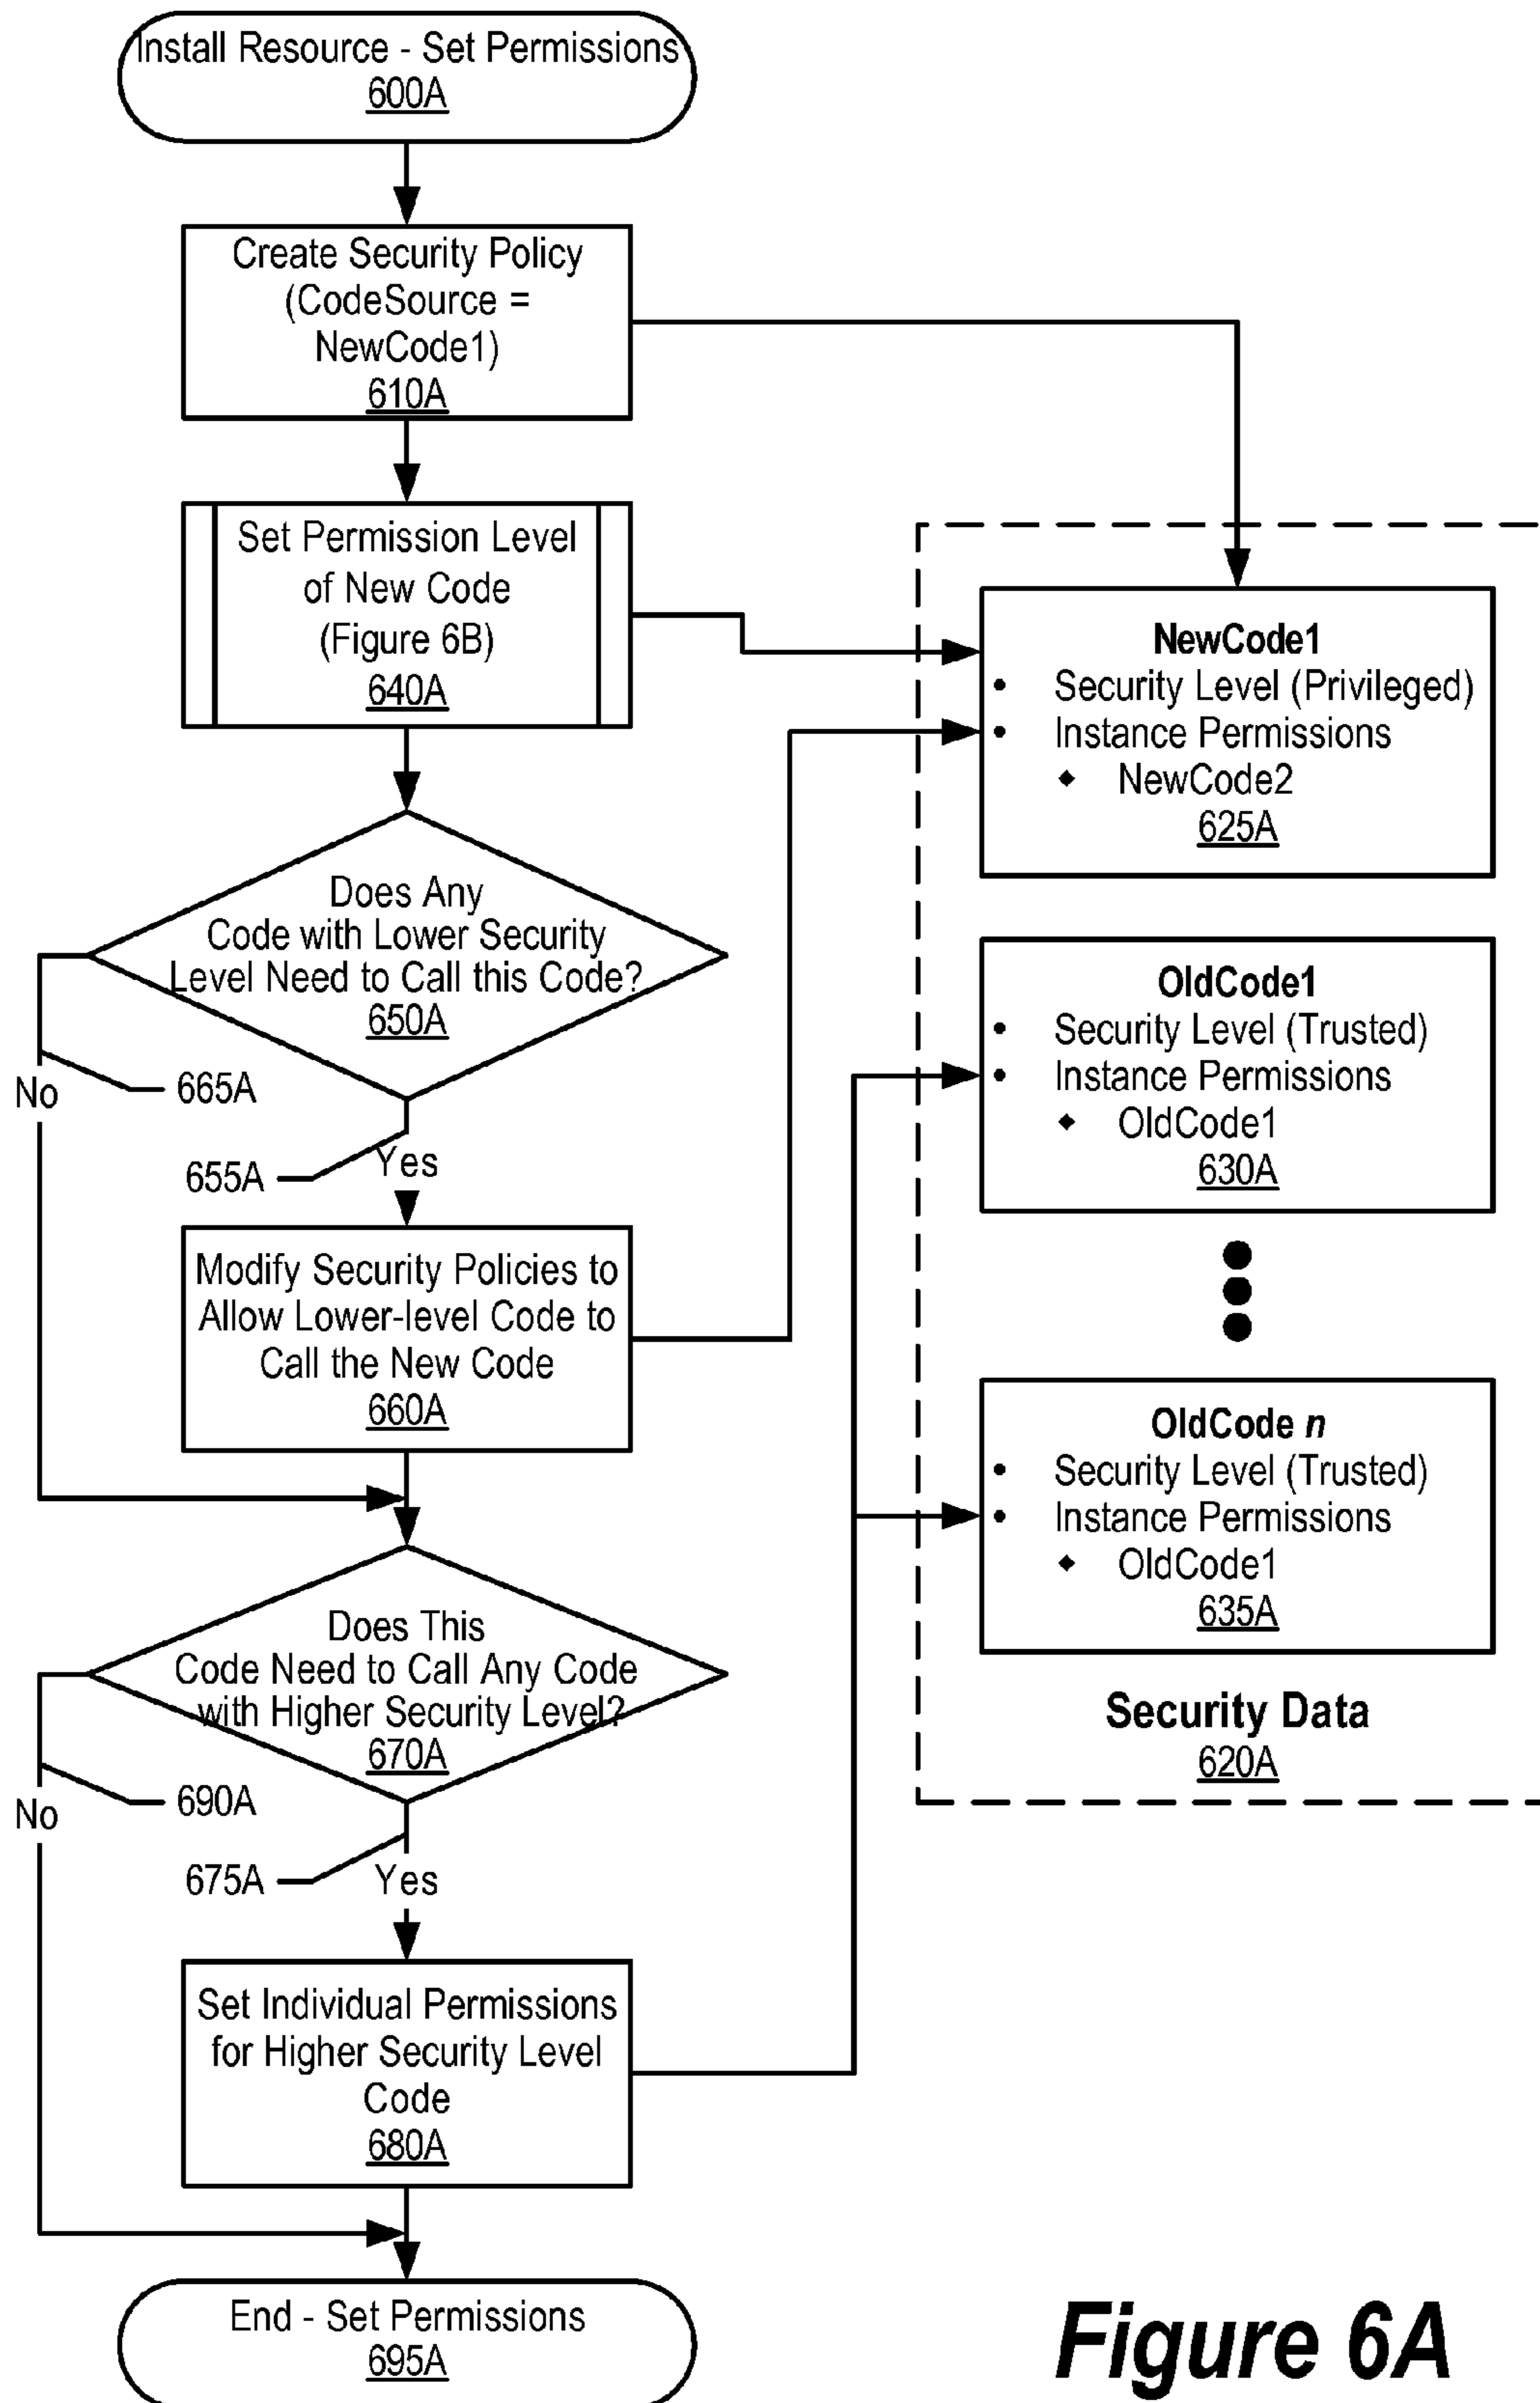 Install Resource - Set Permissions
600A
Create Security Policy
(CodeSource =
NewCode1)
610A
Set Permission Level
of New Code
(Figure 6B)
640A
Does Any
Code with Lower Security
Level Need to Call this Code?
650A
No
665A
655A
Yes
Modify Security Policies to
Allow Lower-level Code to
Call the New Code
660A
Does This
Code Need to Call Any Code
with Higher Security Level?
670A
No
690A
675A
Yes
Set Individual Permissions
for Higher Security Level
Code
680A
End - Set Permissions
695A
NewCode1
• Security Level (Privileged)
• Instance Permissions
◆ NewCode2
625A
OldCode1
• Security Level (Trusted)
• Instance Permissions
◆ OldCode1
630A
OldCode n
• Security Level (Trusted)
• Instance Permissions
◆ OldCode1
635A
Security Data
620A
Figure 6A